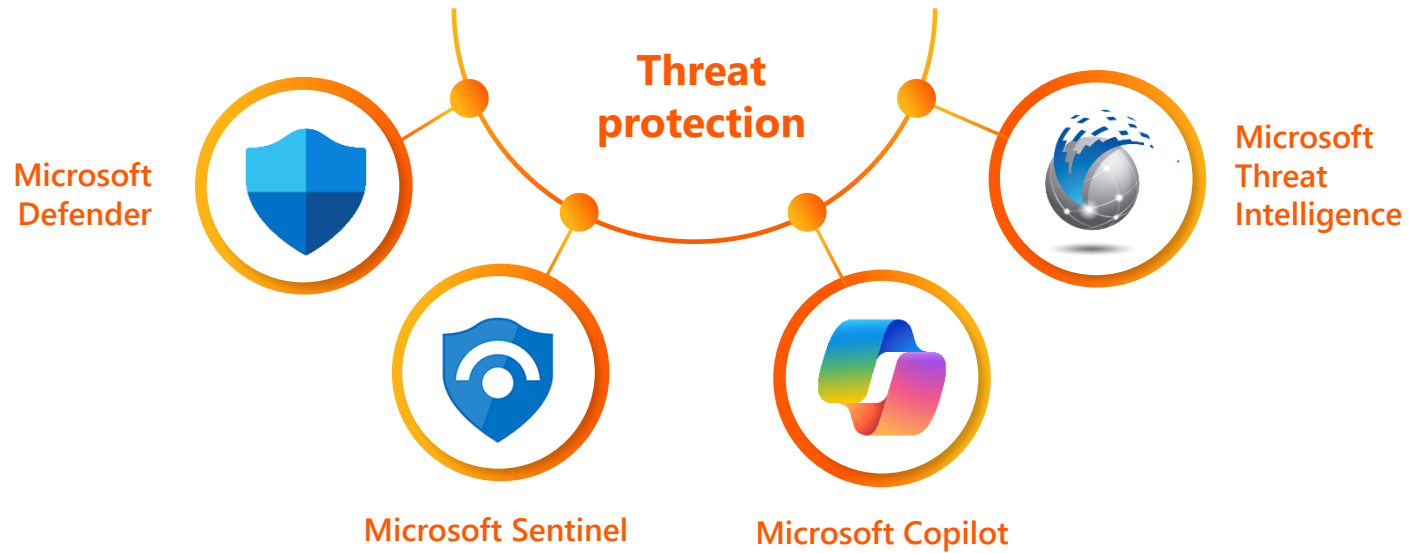 Threat
protection
Microsoft
Defender
Microsoft
Threat
Intelligence
Microsoft Sentinel
Microsoft Copilot